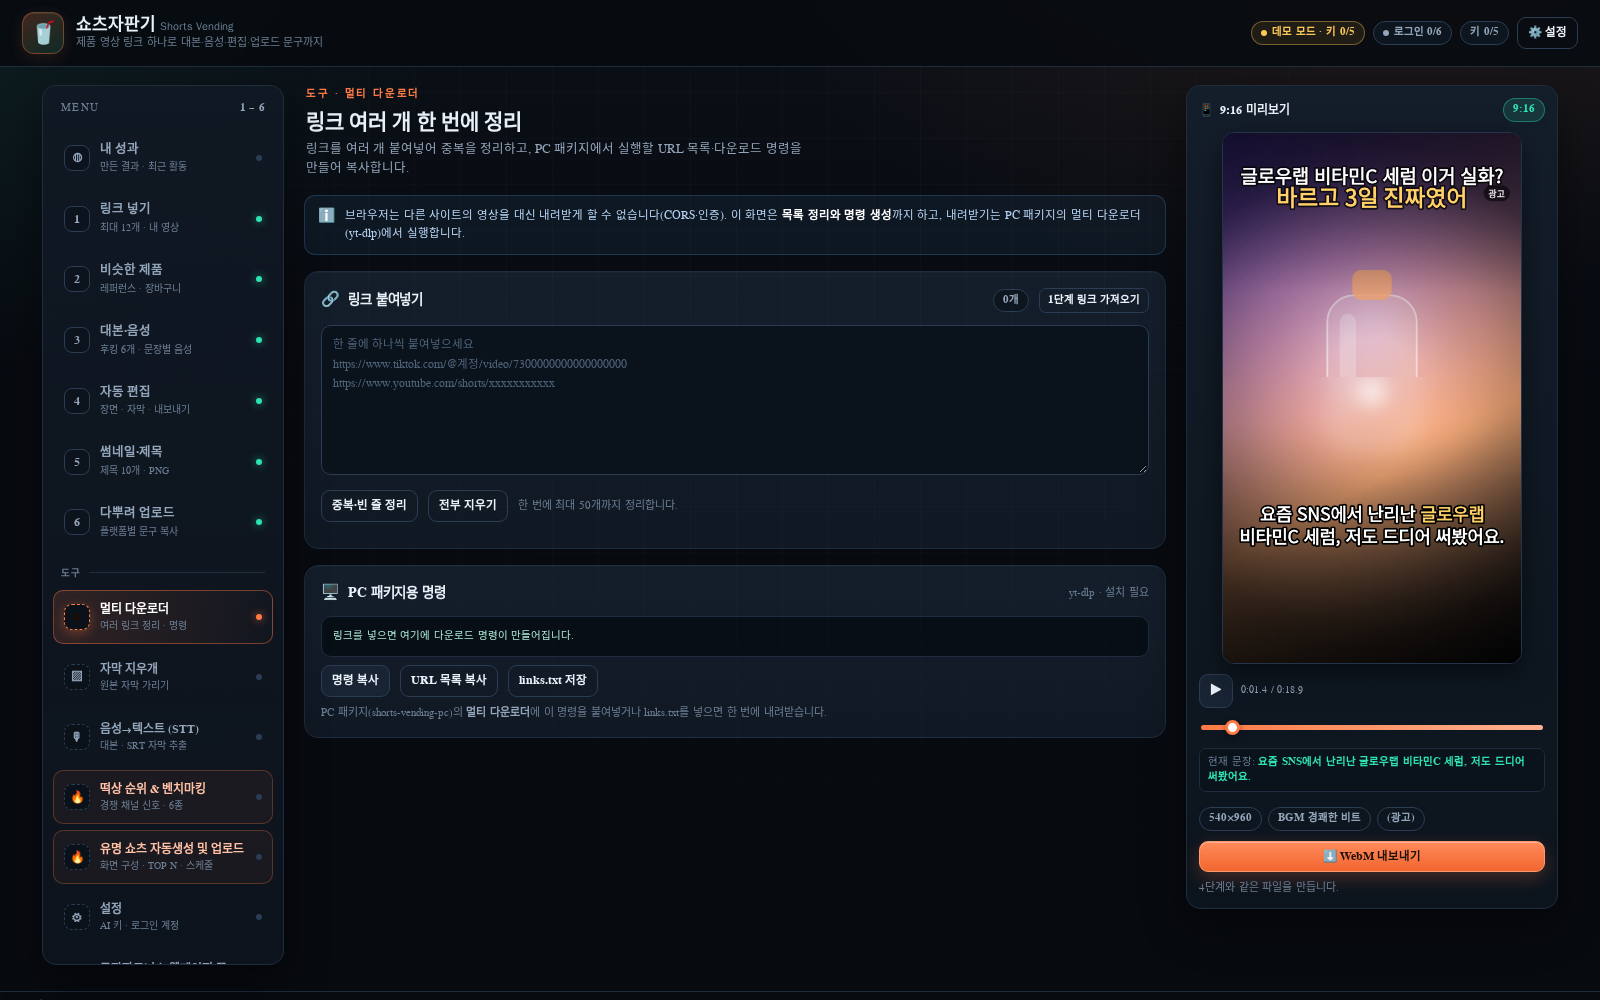 쇼츠자판기 Shorts Vending
제품 영상 링크 하나로 대본·음성·편집·업로드 문구까지
데모 모드 · 키 0/5
로그인 0/6
키 0/5
설정
MENU
1 – 6
내 성과
만든 결과 · 최근 활동
1
링크 넣기
최대 12개 · 내 영상
2
비슷한 제품
레퍼런스 · 장바구니
3
대본·음성
후킹 6개 · 문장별 음성
4
자동 편집
장면 · 자막 · 내보내기
5
썸네일·제목
제목 10개 · PNG
6
다뿌려 업로드
플랫폼별 문구 복사
도구
멀티 다운로더
여러 링크 정리 · 명령
자막 지우개
원본 자막 가리기
음성→텍스트 (STT)
대본 · SRT 자막 추출
떡상 순위 & 벤치마킹
경쟁 채널 신호 · 6종
유명 쇼츠 자동생성 및 업로드
화면 구성 · TOP N · 스케줄
설정
AI 키 · 로그인 계정
도구 · 멀티 다운로더
링크 여러 개 한 번에 정리
링크를 여러 개 붙여넣어 중복을 정리하고, PC 패키지에서 실행할 URL 목록·다운로드 명령을
만들어 복사합니다.
브라우저는 다른 사이트의 영상을 대신 내려받게 할 수 없습니다(CORS·인증). 이 화면은 목록 정리와 명령 생성까지 하고, 내려받기는 PC 패키지의 멀티 다운로더
(yt-dlp)에서 실행합니다.
링크 붙여넣기
0개
1단계 링크 가져오기
한 줄에 하나씩 붙여넣으세요
https://www.tiktok.com/@계정/video/7300000000000000000
https://www.youtube.com/shorts/xxxxxxxxxxx
중복·빈 줄 정리
전부 지우기
한 번에 최대 50개까지 정리합니다.
PC 패키지용 명령
yt-dlp · 설치 필요
링크를 넣으면 여기에 다운로드 명령이 만들어집니다.
명령 복사
URL 목록 복사
links.txt 저장
PC 패키지(shorts-vending-pc)의 멀티 다운로더에 이 명령을 붙여넣거나 links.txt를 넣으면 한 번에 내려받습니다.
9:16 미리보기
9:16
글로우랩 비타민C 세럼 이거 실화?
바르고 3일 진짜였어
광고
요즘 SNS에서 난리난 글로우랩
비타민C 세럼, 저도 드디어 써봤어요.
0:01.4 / 0:18.9
현재 문장: 요즘 SNS에서 난리난 글로우랩 비타민C 세럼, 저도 드디어
써봤어요.
540×960
BGM 경쾌한 비트
(광고)
WebM 내보내기
4단계와 같은 파일을 만듭니다.